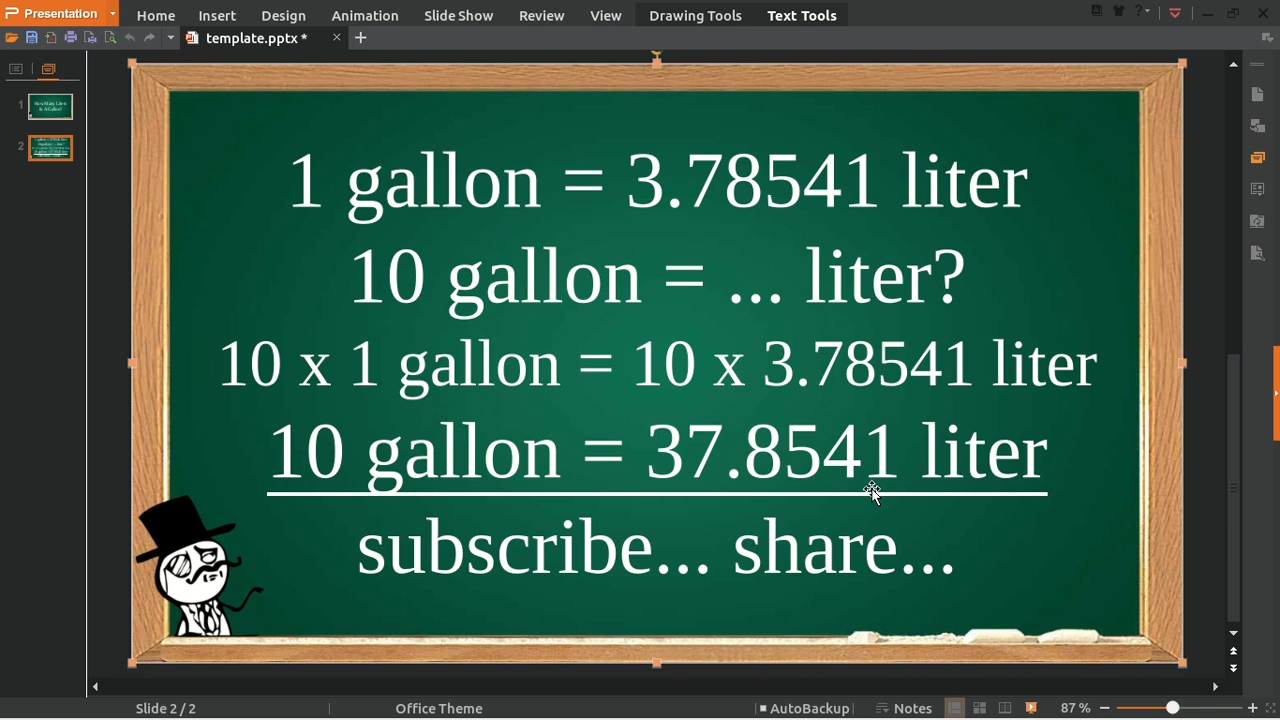 Presentation
Home Insert Design Animation Slide Show Review View Drawing Tools Text Tools
template.pptx *
1
2
1 gallon = 3.78541 liter
10 gallon = ... liter?
10 x 1 gallon = 10 x 3.78541 liter
10 gallon = 37.8541 liter
subscribe... share...
Slide 2 / 2 Office Theme AutoBackup Notes 87 %